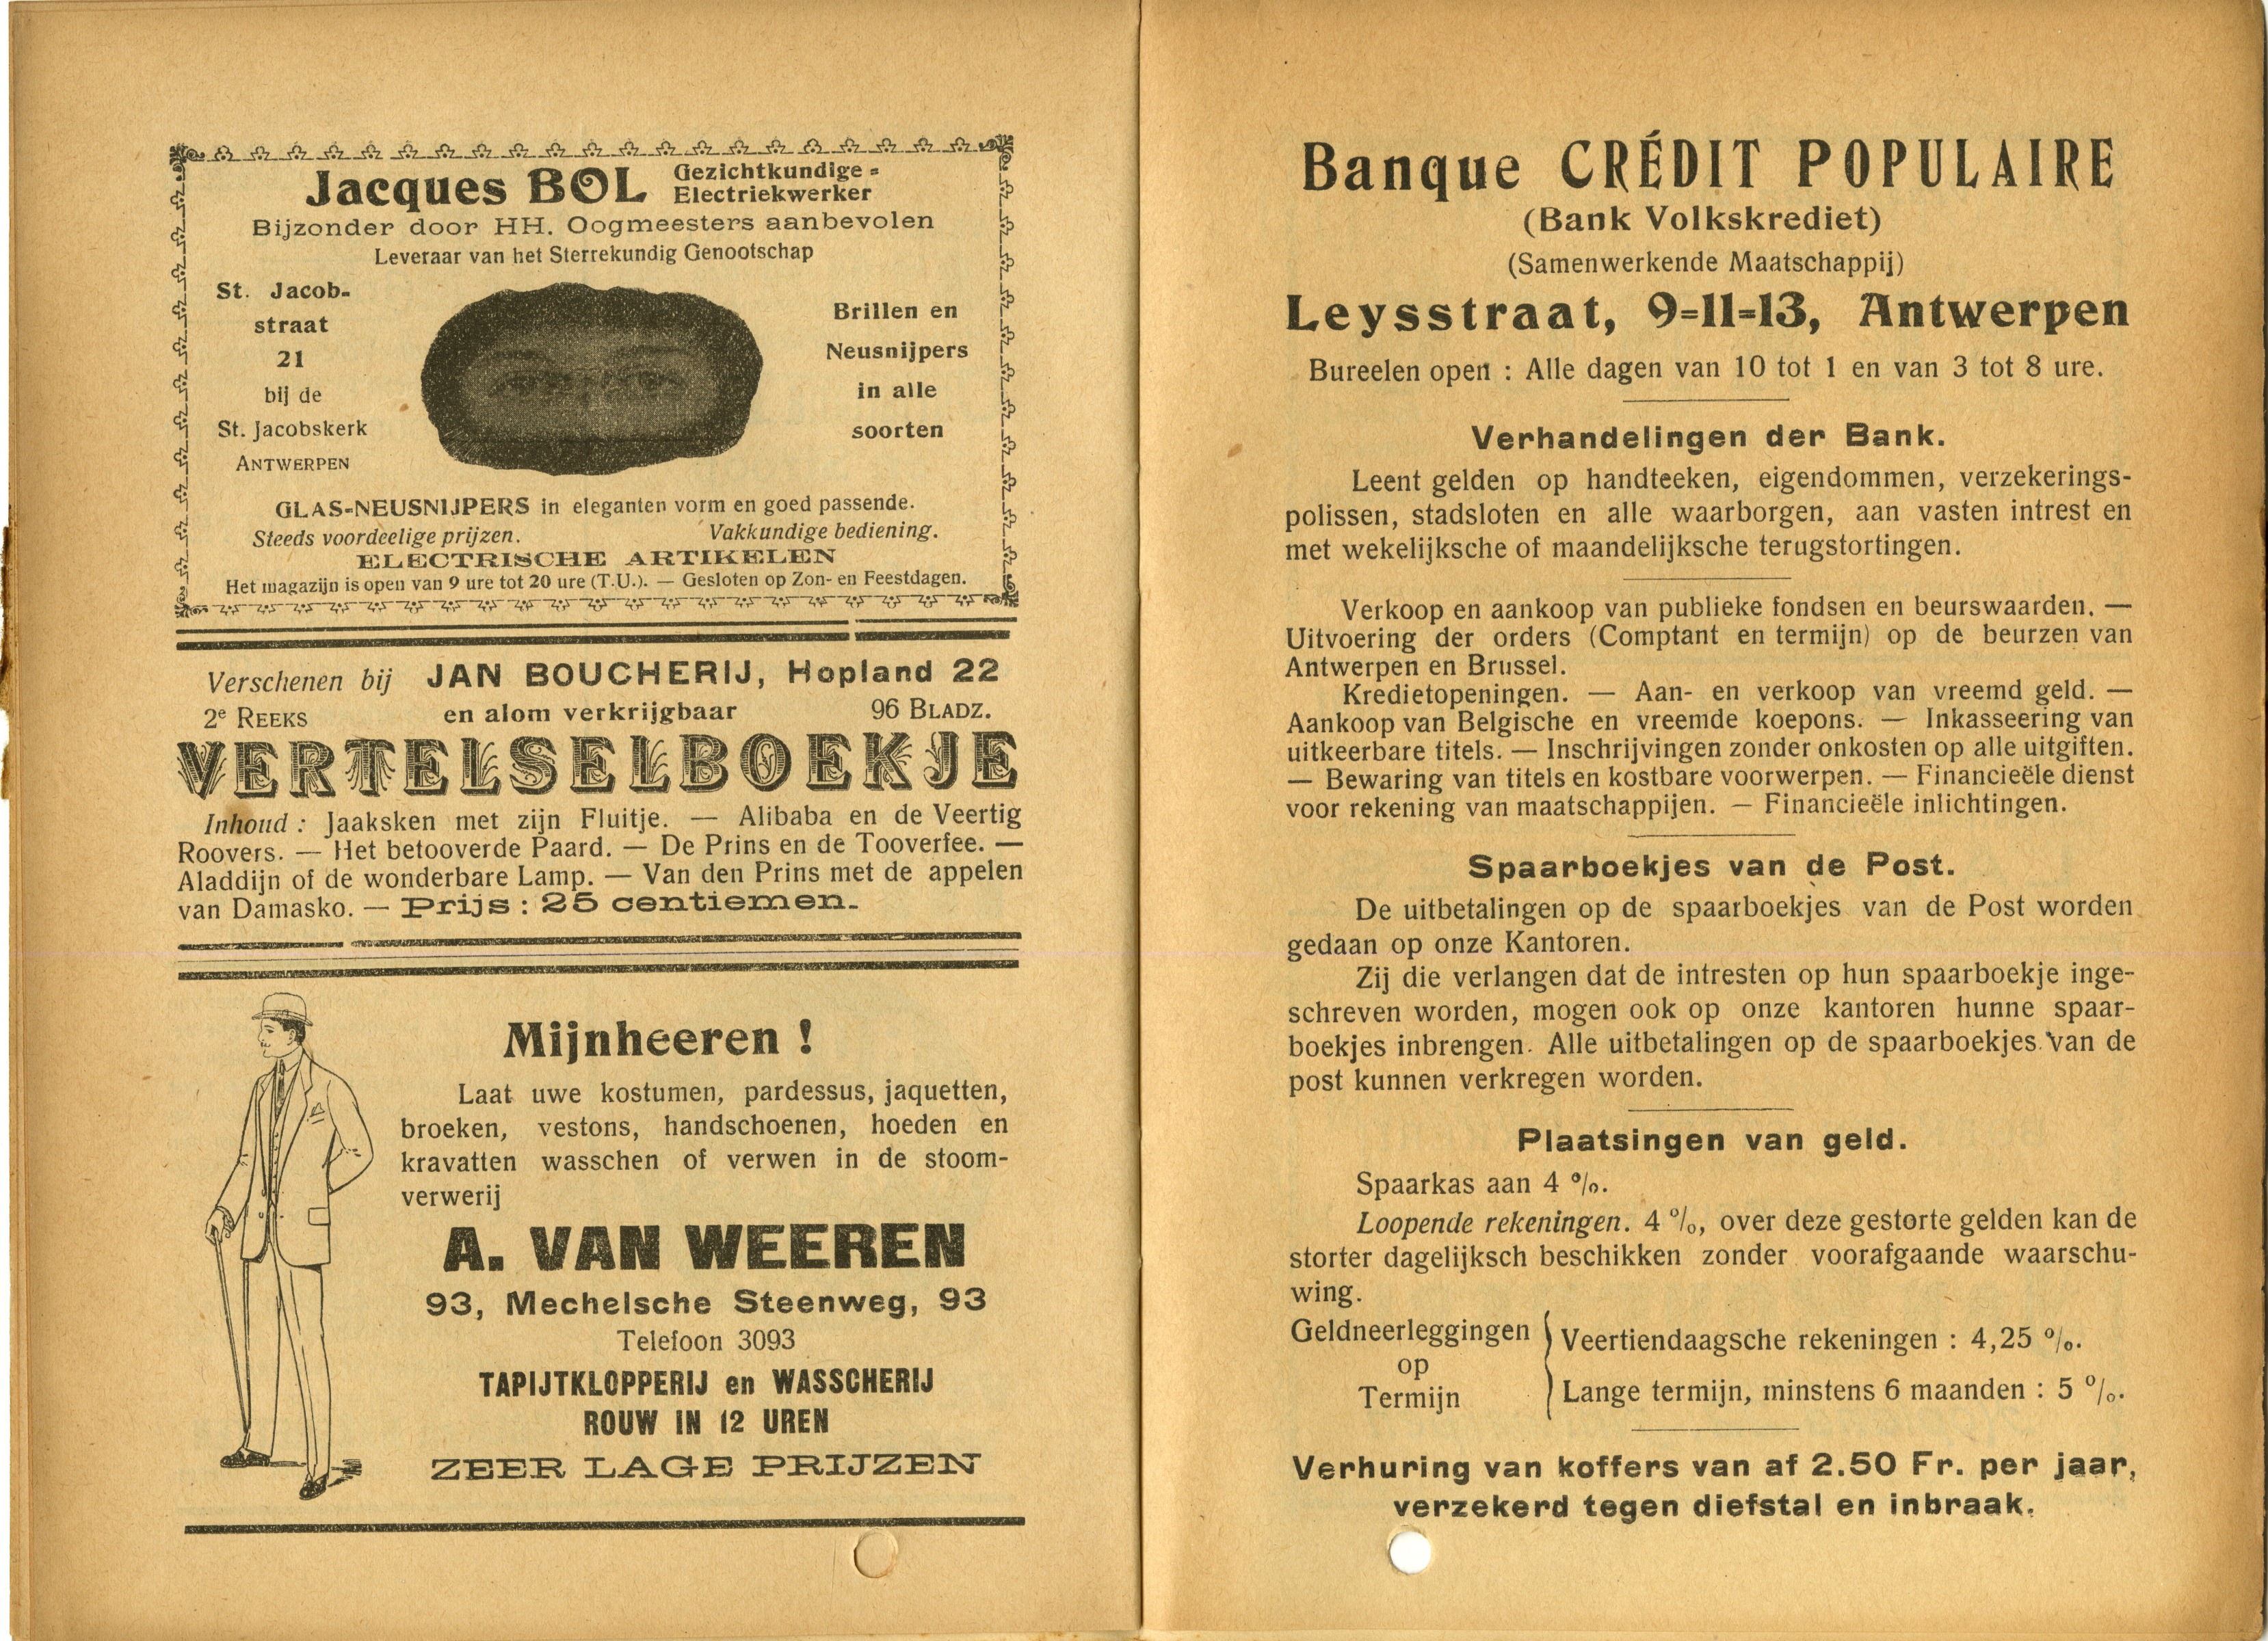 Jacques BOL Gezichtkundige =
Electriekwerker
Bijzonder door HH. Oogmeesters aanbevolen
Leveraar van het Sterrekundig Genootschap
St. Jacob-
straat
21
bij de
St. Jacobskerk
ANTWERPEN
Brillen en
Neusnijpers
in alle
soorten
GLAS-NEUSNIJPERS in eleganten vorm en goed passende.
Steeds voordeelige prijzen. Vakkundige bediening.
ELECTRISCHE ARTIKELEN
Het magazijn is open van 9 ure tot 20 ure (T.U.). — Gesloten op Zon- en Feestdagen.
Verschenen bij JAN BOUCHERIJ, Hopland 22
2e REEKS en alom verkrijgbaar 96 BLADZ.
VERTELSELBOEKJE
Inhoud : Jaaksken met zijn Fluitje. — Alibaba en de Veertig
Roovers. — Het betooverde Paard. — De Prins en de Tooverfee. —
Aladdijn of de wonderbare Lamp. — Van den Prins met de appelen
van Damasko. — Prijs : 25 centiemen.
Mijnheeren !
Laat uwe kostumen, pardessus, jaquetten,
broeken, vestons, handschoenen, hoeden en
kravatten wasschen of verwen in de stoom-
verwerij
A. VAN WEEREN
93, Mechelsche Steenweg, 93
Telefoon 3093
TAPIJTKLOPPERIJ en WASSCHERIJ
ROUW IN 12 UREN
ZEER LAGE PRIJZEN
Banque CRÉDIT POPULAIRE
(Bank Volkskrediet)
(Samenwerkende Maatschappij)
Leysstraat, 9=11=13, Antwerpen
Bureelen open : Alle dagen van 10 tot 1 en van 3 tot 8 ure.
Verhandelingen der Bank.
Leent gelden op handteeken, eigendommen, verzekerings-
polissen, stadsloten en alle waarborgen, aan vasten intrest en
met wekelijksche of maandelijksche terugstortingen.
Verkoop en aankoop van publieke fondsen en beurswaarden. —
Uitvoering der orders (Comptant en termijn) op de beurzen van
Antwerpen en Brussel.
Kredietopeningen. — Aan- en verkoop van vreemd geld. —
Aankoop van Belgische en vreemde koepons. — Inkasseering van
uitkeerbare titels. — Inschrijvingen zonder onkosten op alle uitgiften.
— Bewaring van titels en kostbare voorwerpen. — Financieële dienst
voor rekening van maatschappijen. — Financieële inlichtingen.
Spaarboekjes van de Post.
De uitbetalingen op de spaarboekjes van de Post worden
gedaan op onze Kantoren.
Zij die verlangen dat de intresten op hun spaarboekje inge-
schreven worden, mogen ook op onze kantoren hunne spaar-
boekjes inbrengen. Alle uitbetalingen op de spaarboekjes van de
post kunnen verkregen worden.
Plaatsingen van geld.
Spaarkas aan 4 %.
Loopende rekeningen. 4 %, over deze gestorte gelden kan de
storter dagelijksch beschikken zonder voorafgaande waarschu-
wing.
Geldneerleggingen
op
Termijn
Veertiendaagsche rekeningen : 4,25 %.
Lange termijn, minstens 6 maanden : 5 %.
Verhuring van koffers van af 2.50 Fr. per jaar,
verzekerd tegen diefstal en inbraak.